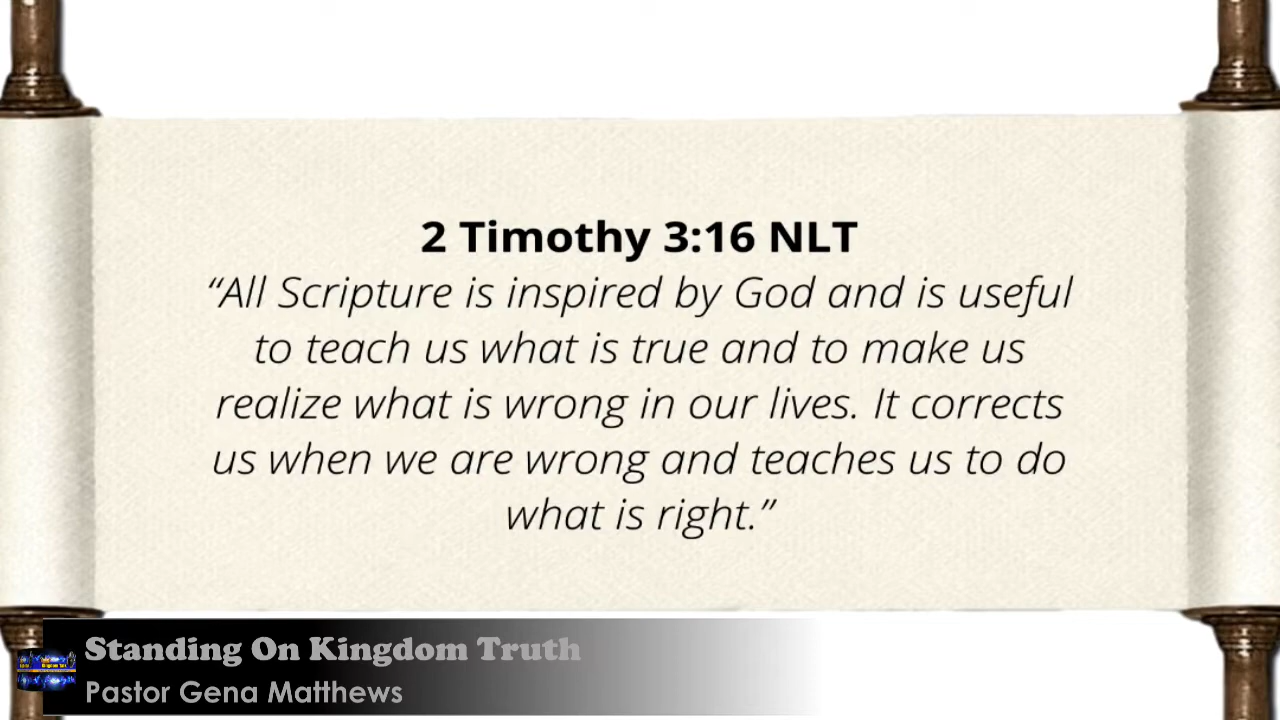 2 Timothy 3:16 NLT
“All Scripture is inspired by God and is useful
to teach us what is true and to make us
realize what is wrong in our lives. It corrects
us when we are wrong and teaches us to do
what is right.”
Standing On Kingdom Truth
Pastor Gena Matthews